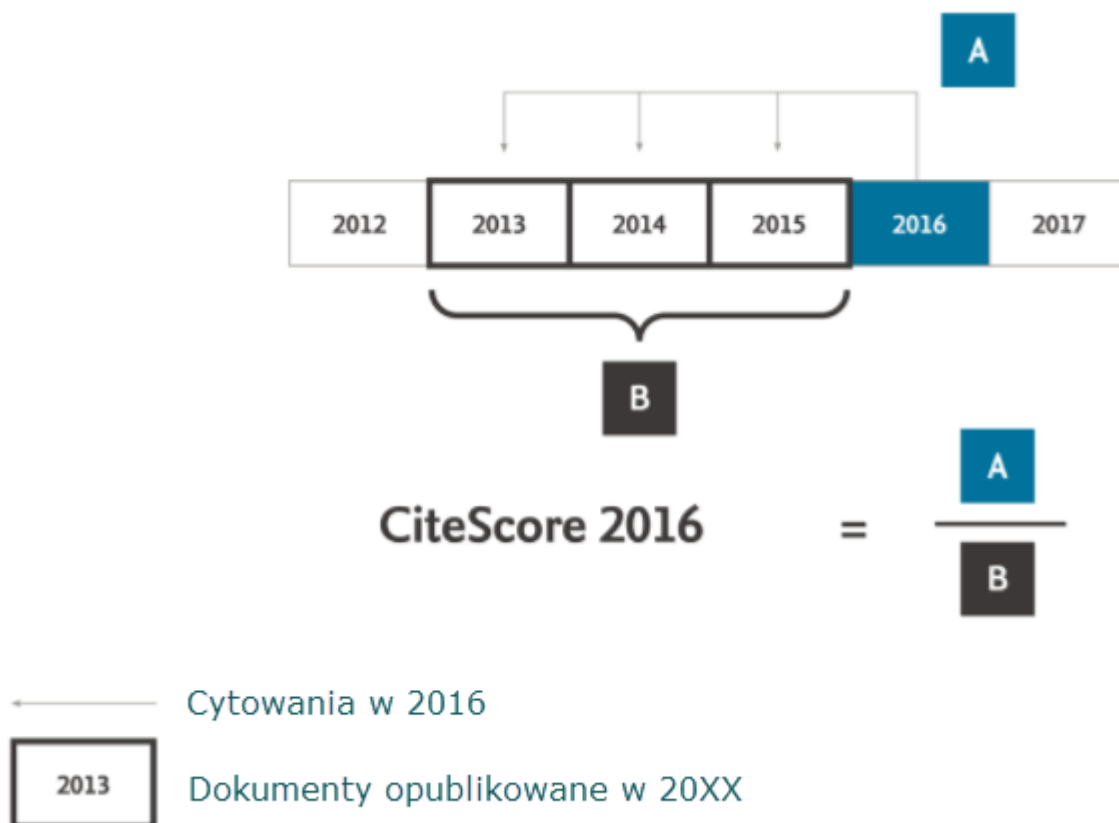 A
2012 2013 2014 2015 2016 2017
B
CiteScore 2016 = A
B
Cytowania w 2016
2013 Dokumenty opublikowane w 20XX